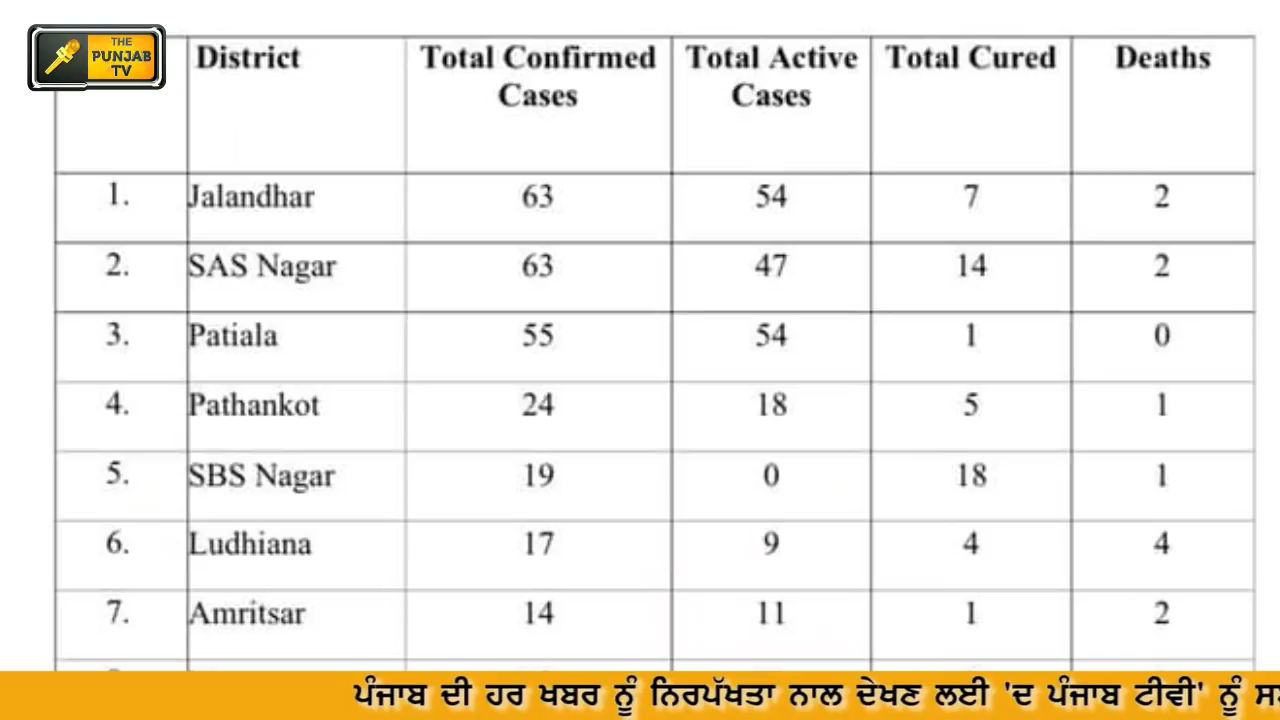 THE
PUNJAB
TV
District Total Confirmed Cases Total Active Cases Total Cured Deaths
1. Jalandhar 63 54 7 2
2. SAS Nagar 63 47 14 2
3. Patiala 55 54 1 0
4. Pathankot 24 18 5 1
5. SBS Nagar 19 0 18 1
6. Ludhiana 17 9 4 4
7. Amritsar 14 11 1 2
ਪੰਜਾਬ ਦੀ ਹਰ ਖਬਰ ਨੂੰ ਨਿਰਪੱਖਤਾ ਨਾਲ ਦੇਖਣ ਲਈ 'ਦ ਪੰਜਾਬ ਟੀਵੀ' ਨੂੰ